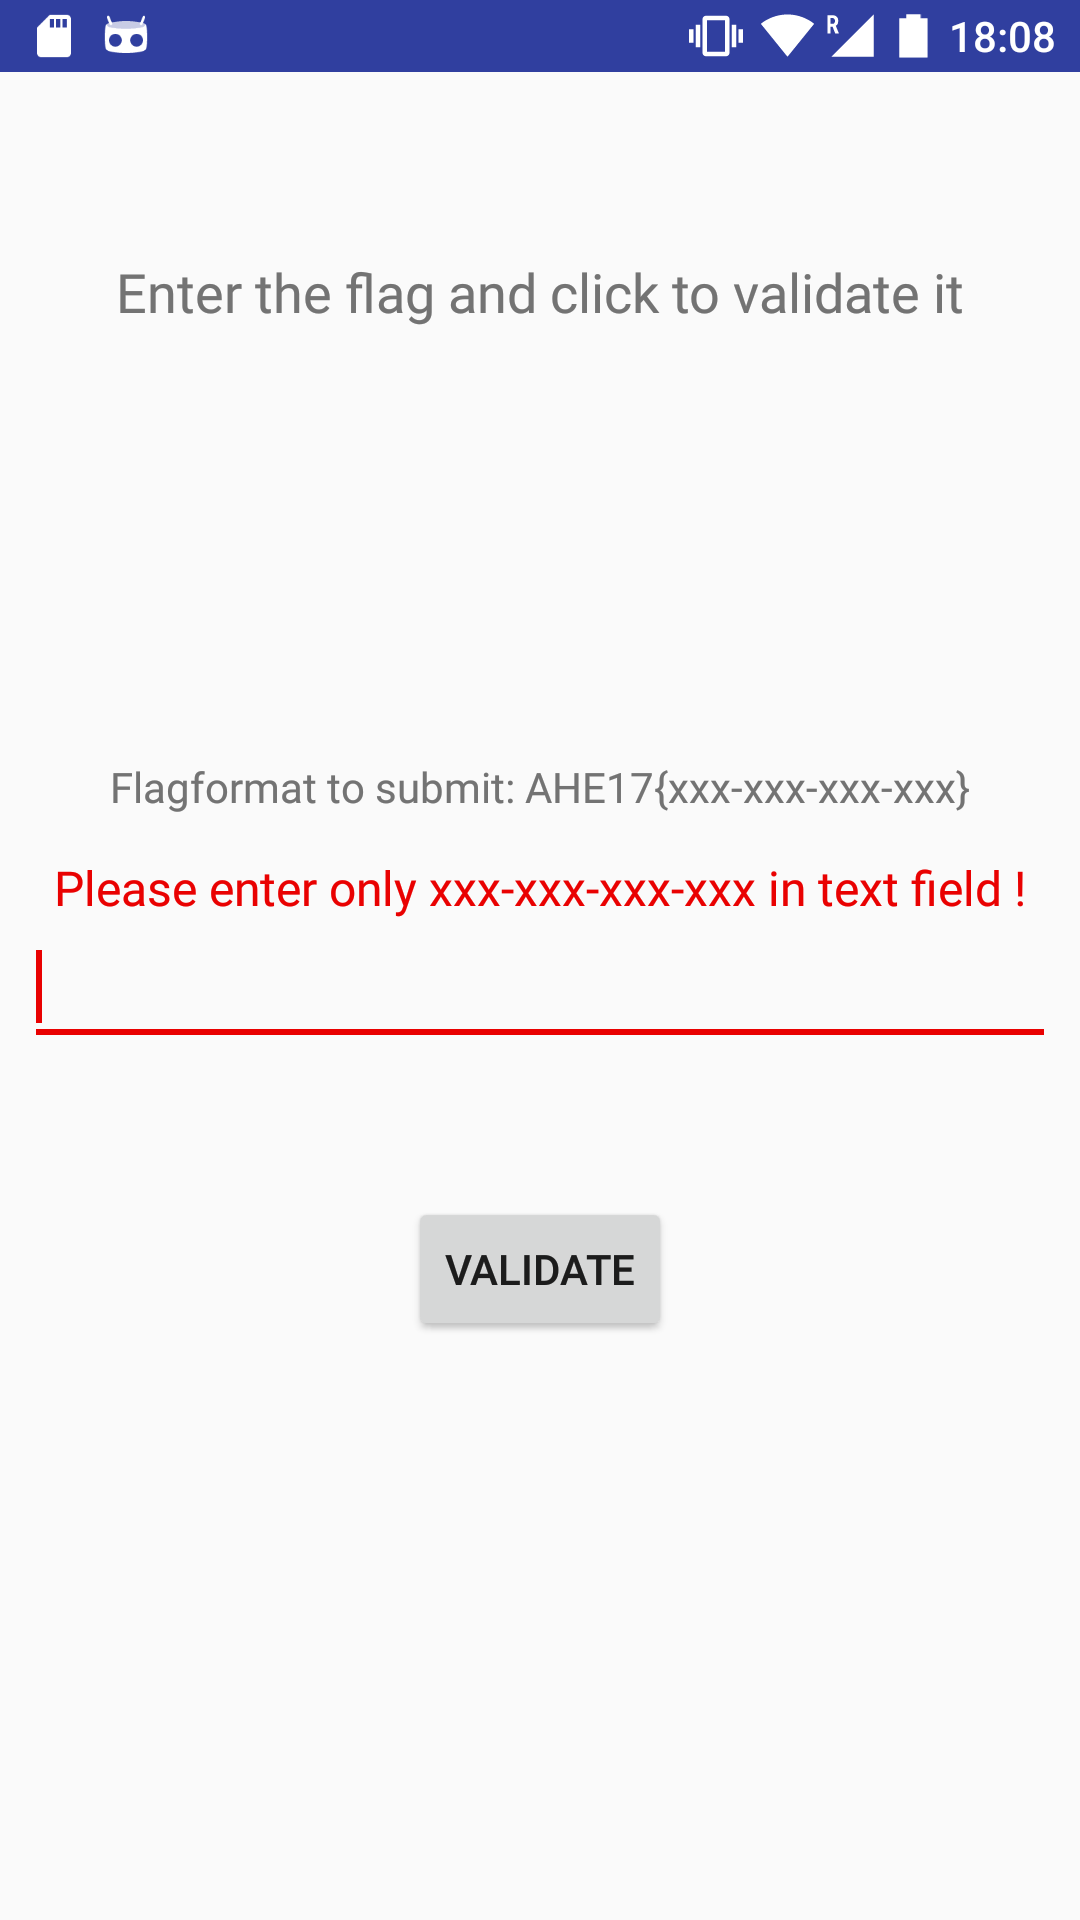 R 18:08
Enter the flag and click to validate it
Flagformat to submit: AHE17{xxx-xxx-xxx-xxx}
Please enter only xxx-xxx-xxx-xxx in text field !
VALIDATE